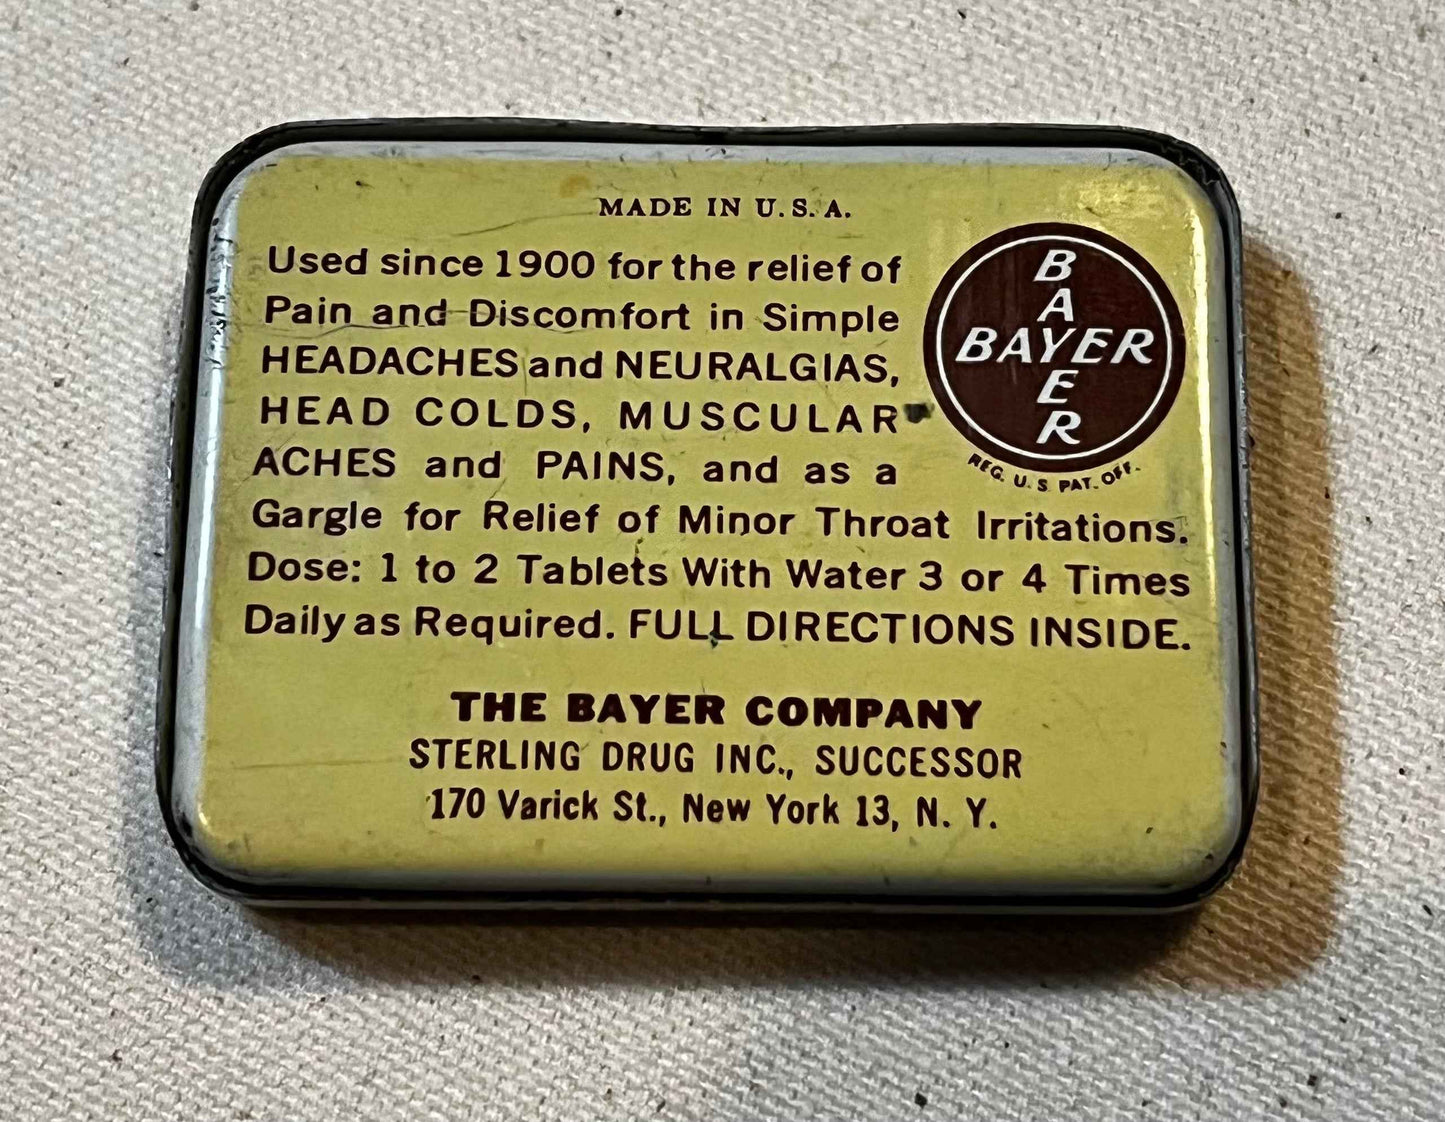 MADE IN U.S.A.
Used since 1900 for the relief of
Pain and Discomfort in Simple
HEADACHES and NEURALGIAS,
HEAD COLDS, MUSCULAR
ACHES and PAINS, and as a
Gargle for Relief of Minor Throat Irritations.
Dose: 1 to 2 Tablets With Water 3 or 4 Times
Daily as Required. FULL DIRECTIONS INSIDE.
BAYER
BAYER
REG. U.S. PAT. OFF.
THE BAYER COMPANY
STERLING DRUG INC., SUCCESSOR
170 Varick St., New York 13, N. Y.